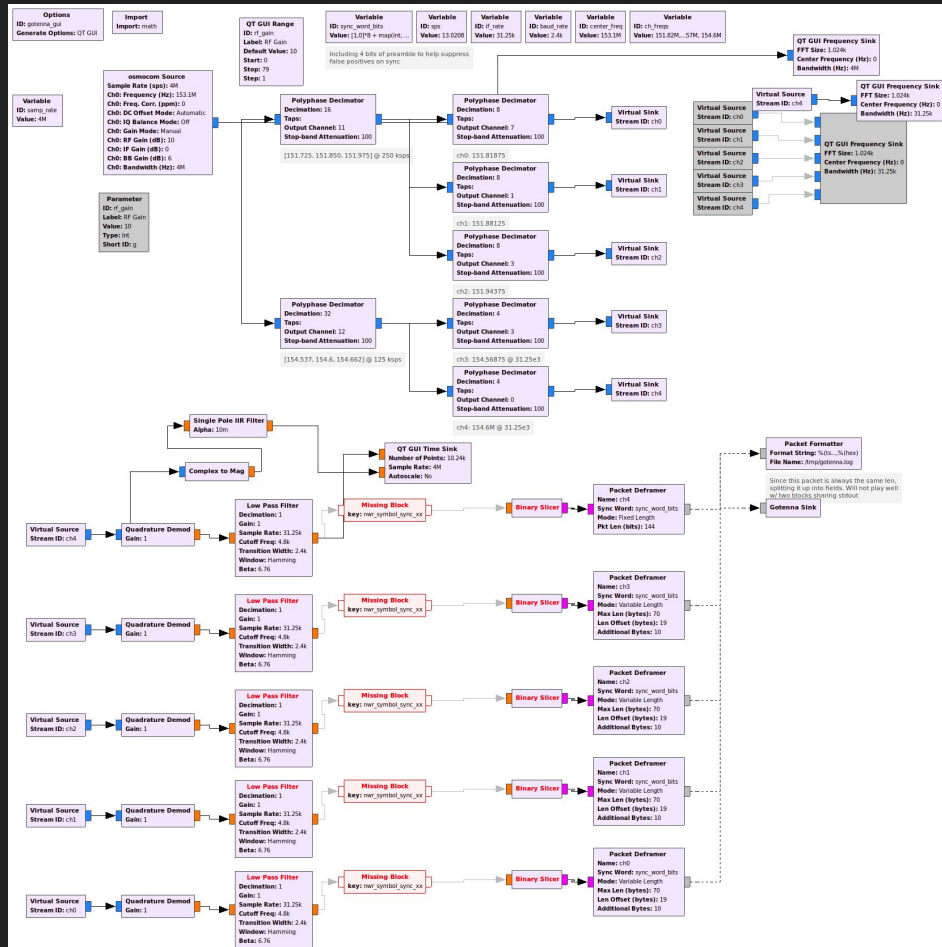 Options
ID: gotenna_gui
Generate Options: QT GUI
Import
Import: math
QT GUI Range
ID: rf_gain
Label: RF Gain
Default Value: 10
Start: 0
Stop: 79
Step: 1
Variable
ID: sync_word_bits
Value: [1,0]*8 + map(int, ...
Variable
ID: sps
Value: 13.0208
Variable
ID: if_rate
Value: 31.25k
Variable
ID: baud_rate
Value: 2.4k
Variable
ID: center_freq
Value: 153.1M
Variable
ID: ch_freqs
Value: 151.82M,...57M, 154.6M
Including 4 bits of preamble to help suppress
false positives on sync
QT GUI Frequency Sink
FFT Size: 1.024k
Center Frequency (Hz): 0
Bandwidth (Hz): 4M
Variable
ID: samp_rate
Value: 4M
osmocom Source
Sample Rate (sps): 4M
Ch0: Frequency (Hz): 153.1M
Ch0: Freq. Corr. (ppm): 0
Ch0: DC Offset Mode: Automatic
Ch0: IQ Balance Mode: Off
Ch0: Gain Mode: Manual
Ch0: RF Gain (dB): 10
Ch0: IF Gain (dB): 0
Ch0: BB Gain (dB): 6
Ch0: Bandwidth (Hz): 4M
Polyphase Decimator
Decimation: 16
Taps:
Output Channel: 11
Stop-band Attenuation: 100
[151.725, 151.850, 151.975] @ 250 ksps
Polyphase Decimator
Decimation: 8
Taps:
Output Channel: 7
Stop-band Attenuation: 100
ch0: 151.81875
Virtual Sink
Stream ID: ch0
Virtual Source
Stream ID: ch4
QT GUI Frequency Sink
FFT Size: 1.024k
Center Frequency (Hz): 0
Bandwidth (Hz): 31.25k
Virtual Source
Stream ID: ch0
Virtual Source
Stream ID: ch1
Virtual Source
Stream ID: ch2
Virtual Source
Stream ID: ch3
Virtual Source
Stream ID: ch4
QT GUI Frequency Sink
FFT Size: 1.024k
Center Frequency (Hz): 0
Bandwidth (Hz): 31.25k
Parameter
ID: rf_gain
Label: RF Gain
Value: 10
Type: Int
Short ID: g
Polyphase Decimator
Decimation: 8
Taps:
Output Channel: 1
Stop-band Attenuation: 100
ch1: 151.88125
Virtual Sink
Stream ID: ch1
Polyphase Decimator
Decimation: 8
Taps:
Output Channel: 3
Stop-band Attenuation: 100
ch2: 151.94375
Virtual Sink
Stream ID: ch2
Polyphase Decimator
Decimation: 32
Taps:
Output Channel: 12
Stop-band Attenuation: 100
[154.537, 154.6, 154.662] @ 125 ksps
Polyphase Decimator
Decimation: 4
Taps:
Output Channel: 3
Stop-band Attenuation: 100
ch3: 154.56875 @ 31.25e3
Virtual Sink
Stream ID: ch3
Polyphase Decimator
Decimation: 4
Taps:
Output Channel: 0
Stop-band Attenuation: 100
ch4: 154.6M @ 31.25e3
Virtual Sink
Stream ID: ch4
Single Pole IIR Filter
Alpha: 10m
Complex to Mag
QT GUI Time Sink
Number of Points: 10.24k
Sample Rate: 4M
Autoscale: No
Packet Formatter
Format String: %(ts...,%(hex)
File Name: /tmp/gotenna.log
Since this packet is always the same len,
splitting it up into fields. Will not play well
w/ two blocks sharing stdout
Gotenna Sink
Virtual Source
Stream ID: ch4
Quadrature Demod
Gain: 1
Low Pass Filter
Decimation: 1
Gain: 1
Sample Rate: 31.25k
Cutoff Freq: 4.8k
Transition Width: 2.4k
Window: Hamming
Beta: 6.76
Missing Block
key: nwr_symbol_sync_xx
Binary Slicer
Packet Deframer
Name: ch4
Sync Word: sync_word_bits
Mode: Fixed Length
Pkt Len (bits): 144
Virtual Source
Stream ID: ch3
Quadrature Demod
Gain: 1
Low Pass Filter
Decimation: 1
Gain: 1
Sample Rate: 31.25k
Cutoff Freq: 4.8k
Transition Width: 2.4k
Window: Hamming
Beta: 6.76
Missing Block
key: nwr_symbol_sync_xx
Binary Slicer
Packet Deframer
Name: ch3
Sync Word: sync_word_bits
Mode: Variable Length
Max Len (bytes): 70
Len Offset (bytes): 19
Additional Bytes: 10
Virtual Source
Stream ID: ch2
Quadrature Demod
Gain: 1
Low Pass Filter
Decimation: 1
Gain: 1
Sample Rate: 31.25k
Cutoff Freq: 4.8k
Transition Width: 2.4k
Window: Hamming
Beta: 6.76
Missing Block
key: nwr_symbol_sync_xx
Binary Slicer
Packet Deframer
Name: ch2
Sync Word: sync_word_bits
Mode: Variable Length
Max Len (bytes): 70
Len Offset (bytes): 19
Additional Bytes: 10
Virtual Source
Stream ID: ch1
Quadrature Demod
Gain: 1
Low Pass Filter
Decimation: 1
Gain: 1
Sample Rate: 31.25k
Cutoff Freq: 4.8k
Transition Width: 2.4k
Window: Hamming
Beta: 6.76
Missing Block
key: nwr_symbol_sync_xx
Binary Slicer
Packet Deframer
Name: ch1
Sync Word: sync_word_bits
Mode: Variable Length
Max Len (bytes): 70
Len Offset (bytes): 19
Additional Bytes: 10
Virtual Source
Stream ID: ch0
Quadrature Demod
Gain: 1
Low Pass Filter
Decimation: 1
Gain: 1
Sample Rate: 31.25k
Cutoff Freq: 4.8k
Transition Width: 2.4k
Window: Hamming
Beta: 6.76
Missing Block
key: nwr_symbol_sync_xx
Binary Slicer
Packet Deframer
Name: ch0
Sync Word: sync_word_bits
Mode: Variable Length
Max Len (bytes): 70
Len Offset (bytes): 19
Additional Bytes: 10